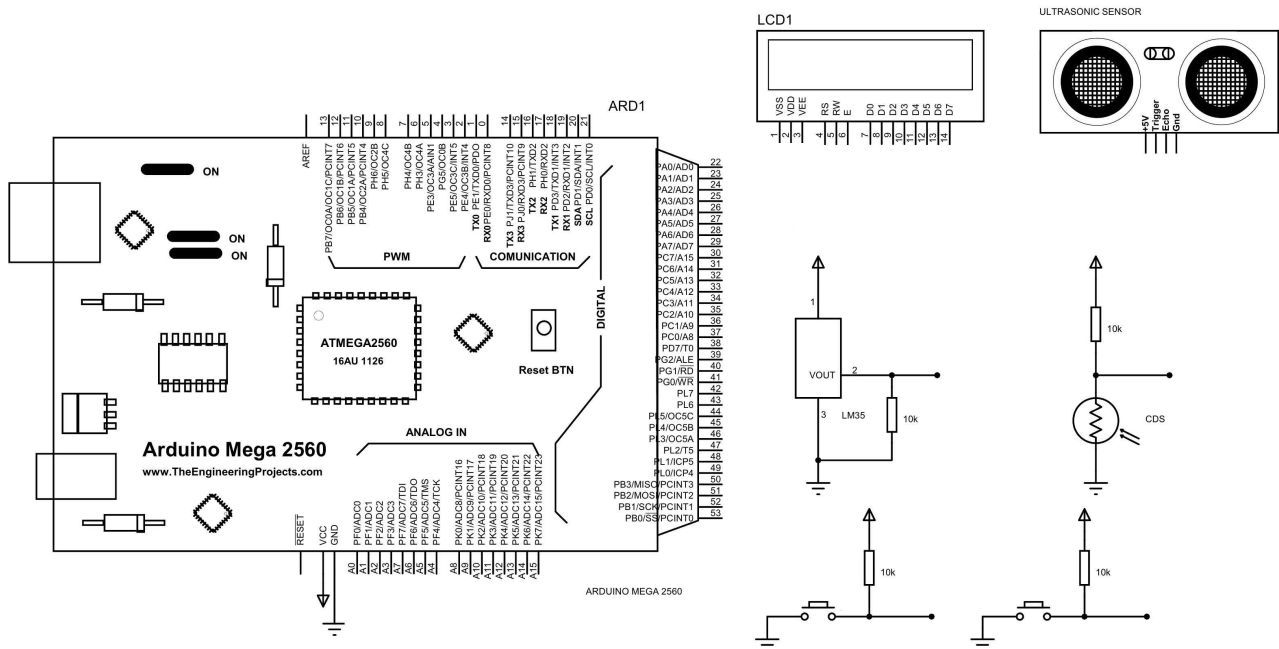 LCD1
ULTRASONIC SENSOR
VSS
VDD
VEE
RS
RW
E
D0
D1
D2
D3
D4
D5
D6
D7
1
2
3
4
5
6
7
8
9
10
11
12
13
14
+5V
Trigger
Echo
Gnd
ARD1
13
12
11
10
9
8
7
6
5
4
3
2
1
0
14
15
16
17
18
19
20
21
AREF
PB7/OC0A/OC1C/PCINT7
PB6/OC1B/PCINT6
PB5/OC1A/PCINT5
PB4/OC2A/PCINT4
PH6/OC2B
PH5/OC4C
PH4/OC4B
PH3/OC4A
PE3/OC3A/AIN1
PG5/OC0B
PE5/OC3C/INT5
PE4/OC3B/INT4
TX0 PE1/TXD0/PDO
RX0 PE0/RXD0/PCINT8
TX3 PJ1/TXD3/PCINT10
RX3 PJ0/RXD3/PCINT9
TX2 PH1/TXD2
RX2 PH0/RXD2
TX1 PD3/TXD1/INT3
RX1 PD2/RXD1/INT2
SDA PD1/SDA/INT1
SCL PD0/SCL/INT0
ON
ON
ON
PWM
COMUNICATION
DIGITAL
PA0/AD0 22
PA1/AD1 23
PA2/AD2 24
PA3/AD3 25
PA4/AD4 26
PA5/AD5 27
PA6/AD6 28
PA7/AD7 29
PC7/A15 30
PC6/A14 31
PC5/A13 32
PC4/A12 33
PC3/A11 34
PC2/A10 35
PC1/A9 36
PC0/A8 37
PD7/T0 38
PG2/ALE 39
PG1/RD 40
PG0/WR 41
PL7 42
PL6 43
PL5/OC5C 44
PL4/OC5B 45
PL3/OC5A 46
PL2/T5 47
PL1/ICP5 48
PL0/ICP4 49
PB3/MISO/PCINT3 50
PB2/MOSI/PCINT2 51
PB1/SCK/PCINT1 52
PB0/SS/PCINT0 53
ATMEGA2560
16AU 1126
Reset BTN
ANALOG IN
Arduino Mega 2560
www.TheEngineeringProjects.com
RESET
VCC
GND
PF0/ADC0
PF1/ADC1
PF2/ADC2
PF3/ADC3
PF7/ADC7/TDI
PF6/ADC6/TDO
PF5/ADC5/TMS
PF4/ADC4/TCK
PK0/ADC8/PCINT16
PK1/ADC9/PCINT17
PK2/ADC10/PCINT18
PK3/ADC11/PCINT19
PK4/ADC12/PCINT20
PK5/ADC13/PCINT21
PK6/ADC14/PCINT22
PK7/ADC15/PCINT23
A0
A1
A2
A3
A7
A6
A5
A4
A8
A9
A10
A11
A12
A13
A14
A15
ARDUINO MEGA 2560
1
VOUT
2
3
LM35
10k
10k
CDS
10k
10k